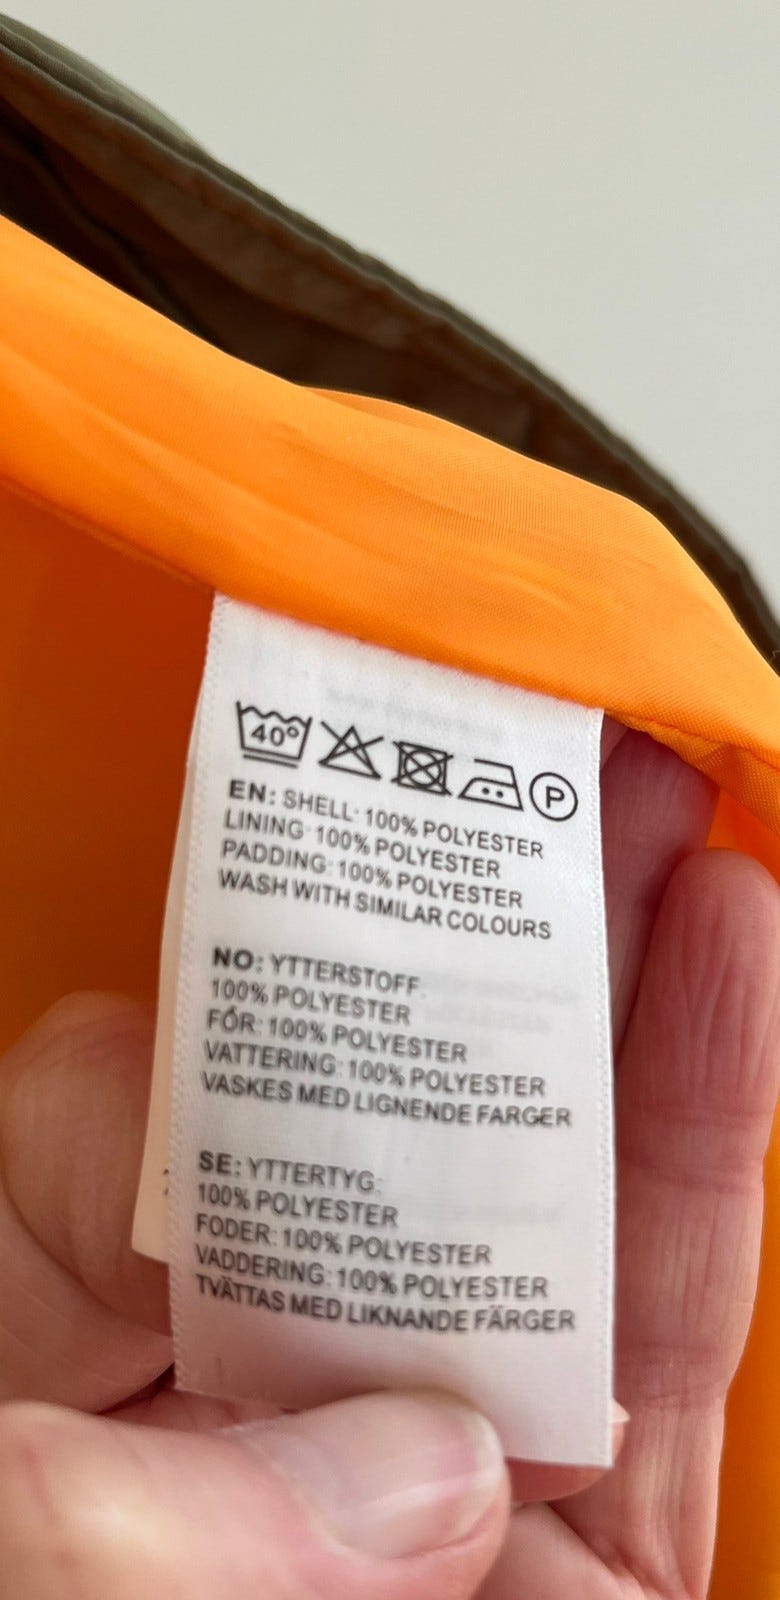 40°
P
EN: SHELL: 100% POLYESTER
LINING: 100% POLYESTER
PADDING: 100% POLYESTER
WASH WITH SIMILAR COLOURS
NO: YTTERSTOFF:
100% POLYESTER
FÓR: 100% POLYESTER
VATTERING: 100% POLYESTER
VASKES MED LIGNENDE FARGER
SE: YTTERTYG:
100% POLYESTER
FODER: 100% POLYESTER
VADDERING: 100% POLYESTER
TVÄTTAS MED LIKNANDE FÄRGER